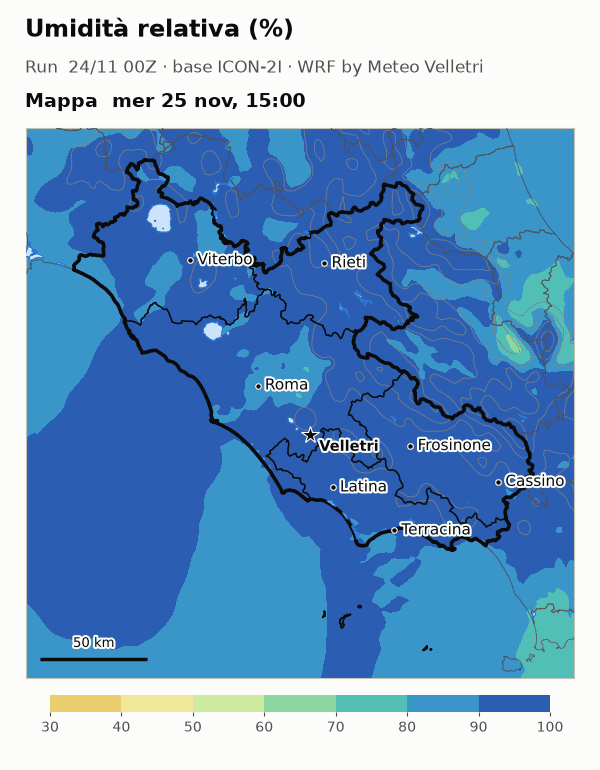 Umidità relativa (%)
Run  24/11 00Z · base ICON-2I · WRF by Meteo Velletri
Mappa  mer 25 nov, 15:00
Viterbo
Rieti
Roma
Velletri
Frosinone
Latina
Cassino
Terracina
50 km
30 40 50 60 70 80 90 100